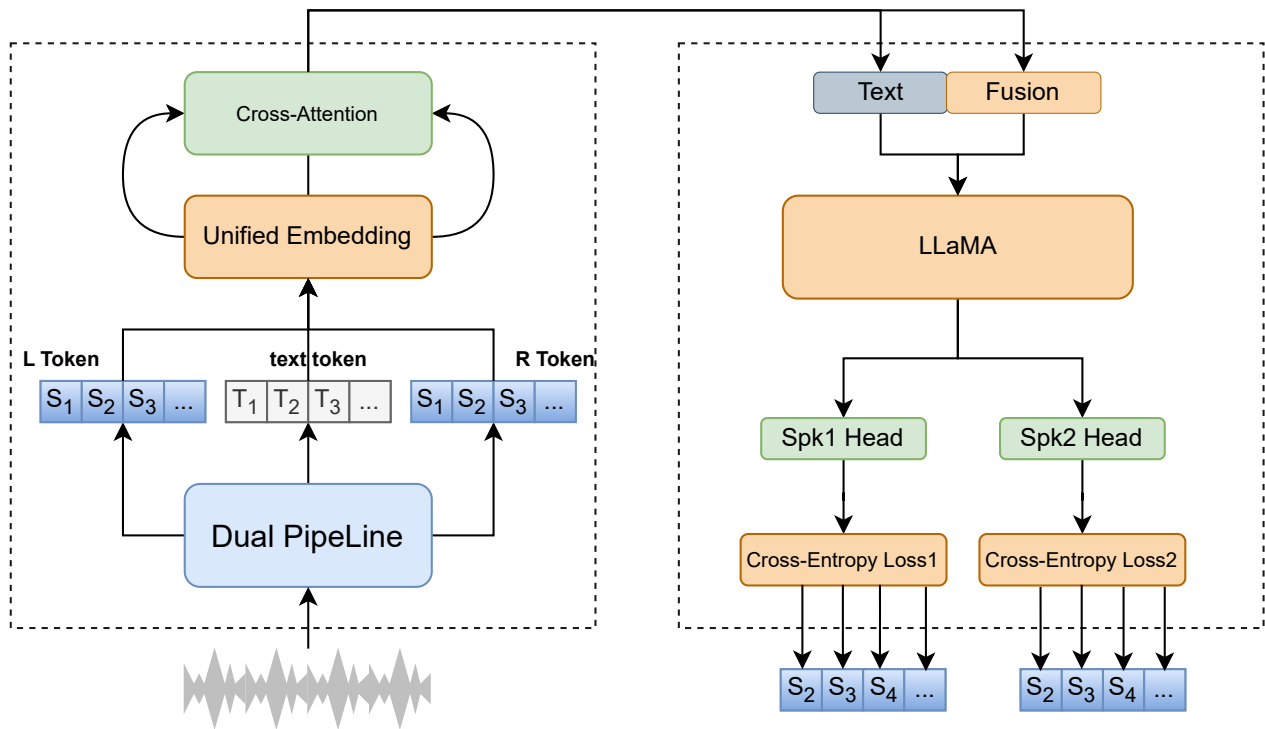 Cross-Attention
Unified Embedding
L Token
text token
R Token
S1 S2 S3 ...
T1 T2 T3 ...
S1 S2 S3 ...
Dual PipeLine
Text
Fusion
LLaMA
Spk1 Head
Spk2 Head
Cross-Entropy Loss1
Cross-Entropy Loss2
S2 S3 S4 ...
S2 S3 S4 ...